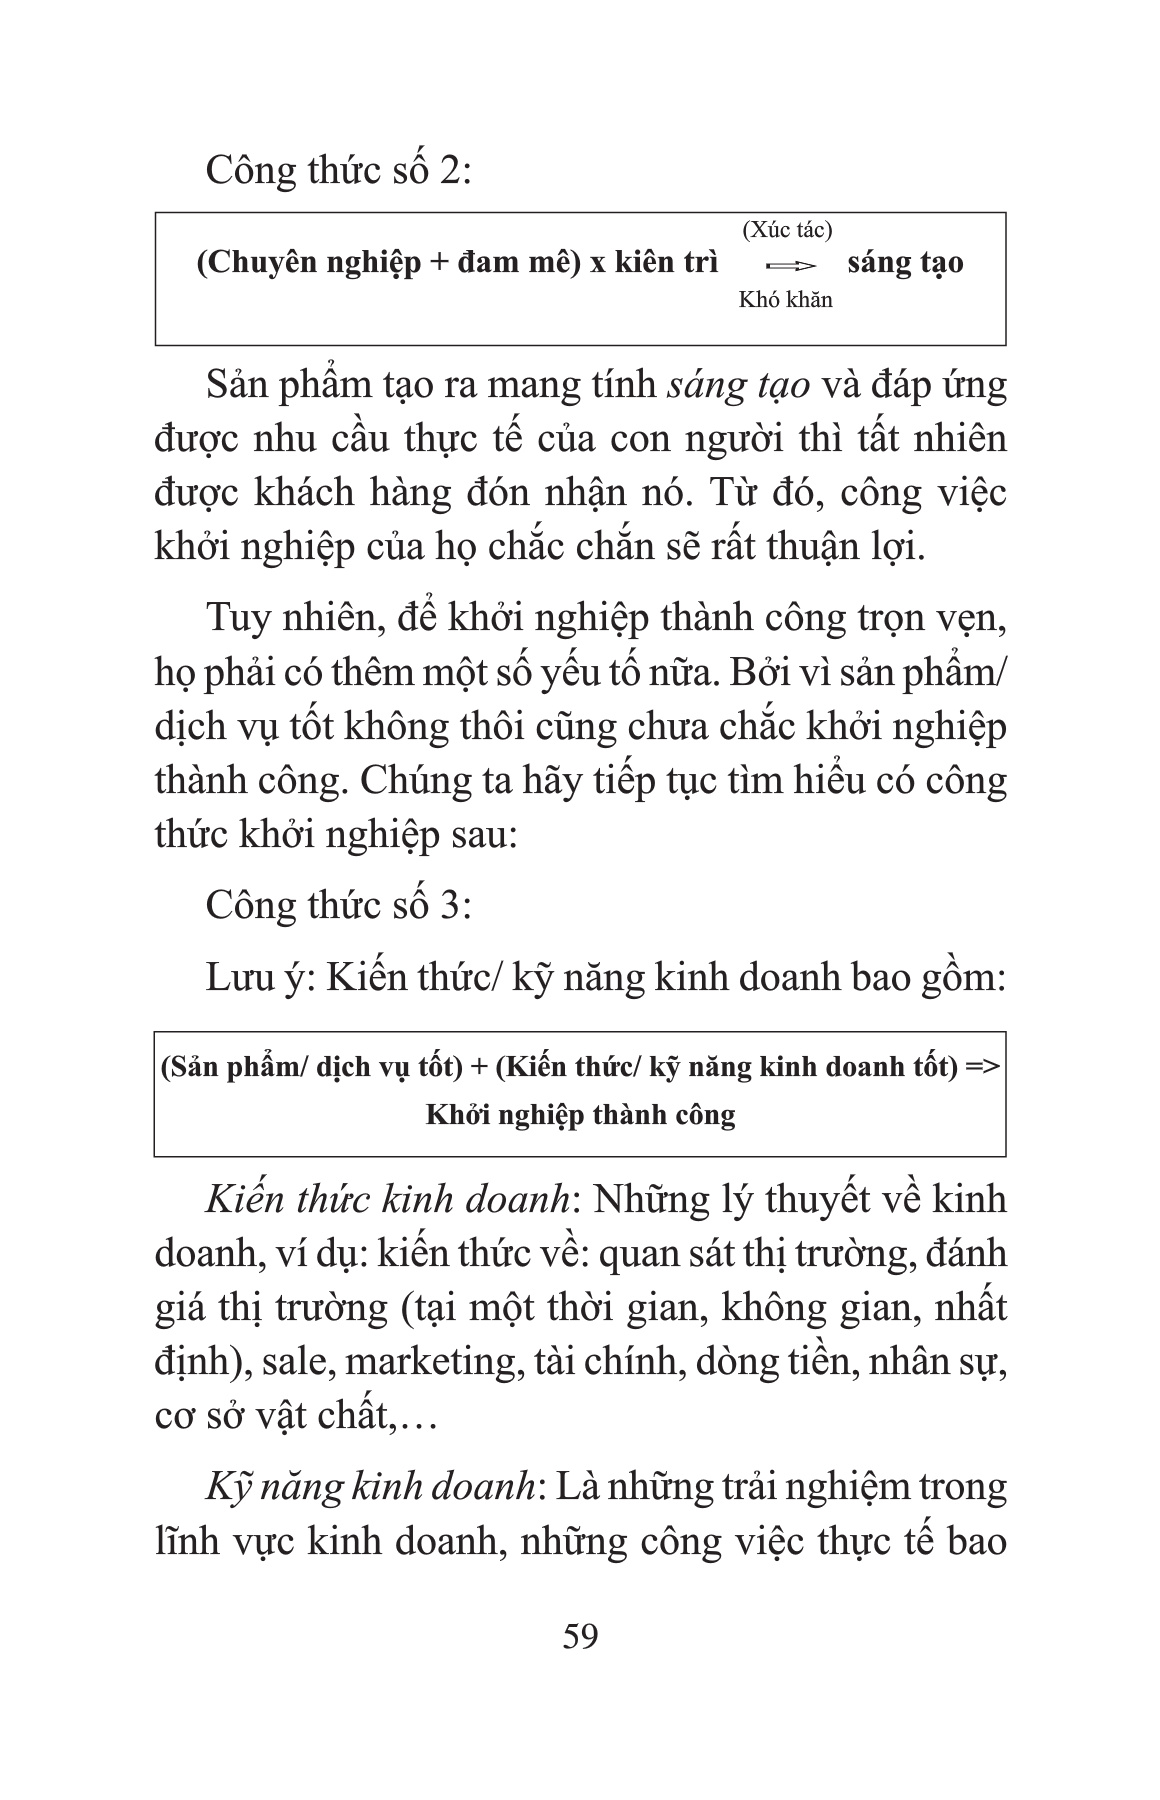 Công thức số 2:
(Xúc tác)
(Chuyên nghiệp + đam mê) x kiên trì ⟹ sáng tạo
Khó khăn
Sản phẩm tạo ra mang tính sáng tạo và đáp ứng
được nhu cầu thực tế của con người thì tất nhiên
được khách hàng đón nhận nó. Từ đó, công việc
khởi nghiệp của họ chắc chắn sẽ rất thuận lợi.
Tuy nhiên, để khởi nghiệp thành công trọn vẹn,
họ phải có thêm một số yếu tố nữa. Bởi vì sản phẩm/
dịch vụ tốt không thôi cũng chưa chắc khởi nghiệp
thành công. Chúng ta hãy tiếp tục tìm hiểu có công
thức khởi nghiệp sau:
Công thức số 3:
Lưu ý: Kiến thức/ kỹ năng kinh doanh bao gồm:
(Sản phẩm/ dịch vụ tốt) + (Kiến thức/ kỹ năng kinh doanh tốt) =>
Khởi nghiệp thành công
Kiến thức kinh doanh: Những lý thuyết về kinh
doanh, ví dụ: kiến thức về: quan sát thị trường, đánh
giá thị trường (tại một thời gian, không gian, nhất
định), sale, marketing, tài chính, dòng tiền, nhân sự,
cơ sở vật chất,…
Kỹ năng kinh doanh: Là những trải nghiệm trong
lĩnh vực kinh doanh, những công việc thực tế bao
59